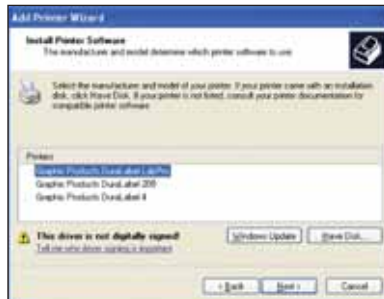 Add Printer Wizard
Install Printer Software
The manufacturer and model determine which printer software to use.
Select the manufacturer and model of your printer. If your printer came with an installation
disk, click Have Disk. If your printer is not listed, consult your printer documentation for
compatible printer software.
Printers
Graphic Products DuraLabel LabPro
Graphic Products DuraLabel 200
Graphic Products DuraLabel 4
This driver is not digitally signed!
Tell me why driver signing is important
Windows Update
Have Disk...
< Back
Next >
Cancel